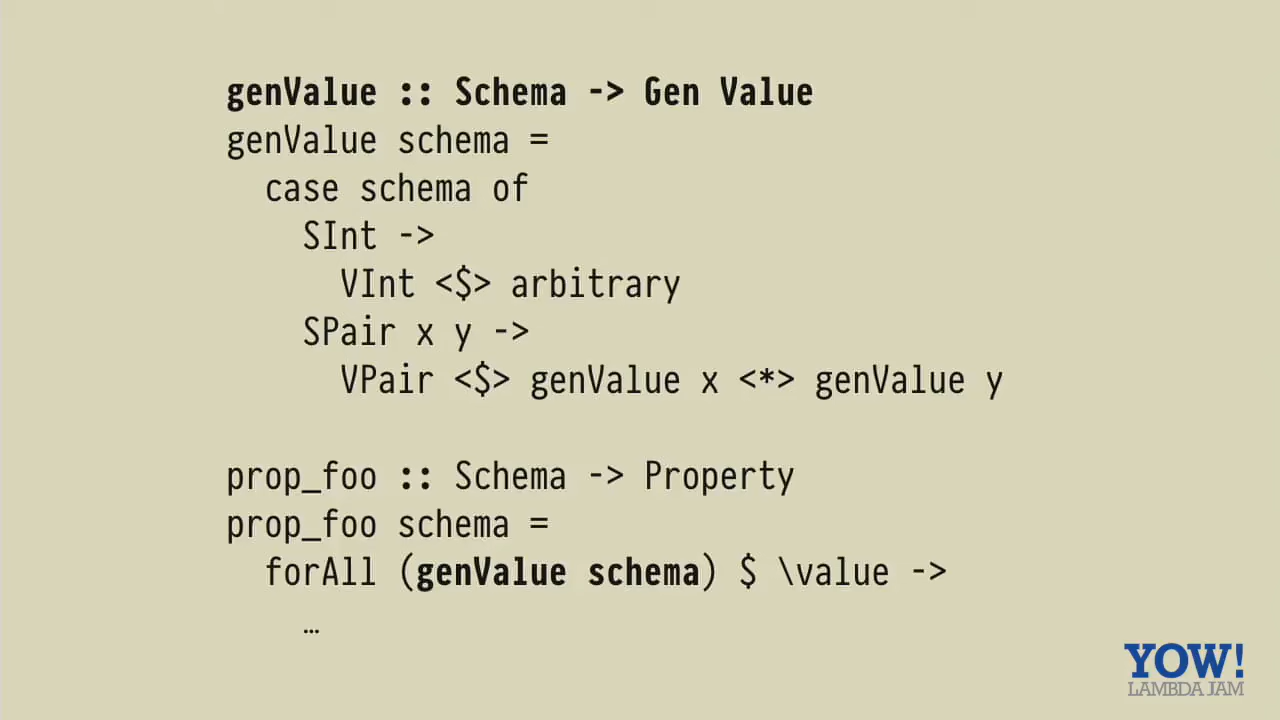 genValue :: Schema -> Gen Value
genValue schema =
  case schema of
    SInt ->
      VInt <$> arbitrary
    SPair x y ->
      VPair <$> genValue x <*> genValue y
prop_foo :: Schema -> Property
prop_foo schema =
  forAll (genValue schema) $ \value ->
    …
YOW!
LAMBDA JAM